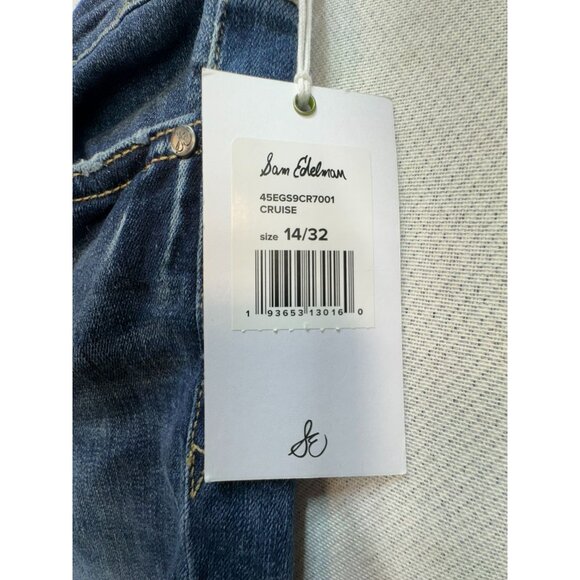 Sam Edelman
45EGS9CR7001
CRUISE
size 14/32
1 93653 13016 0
SE